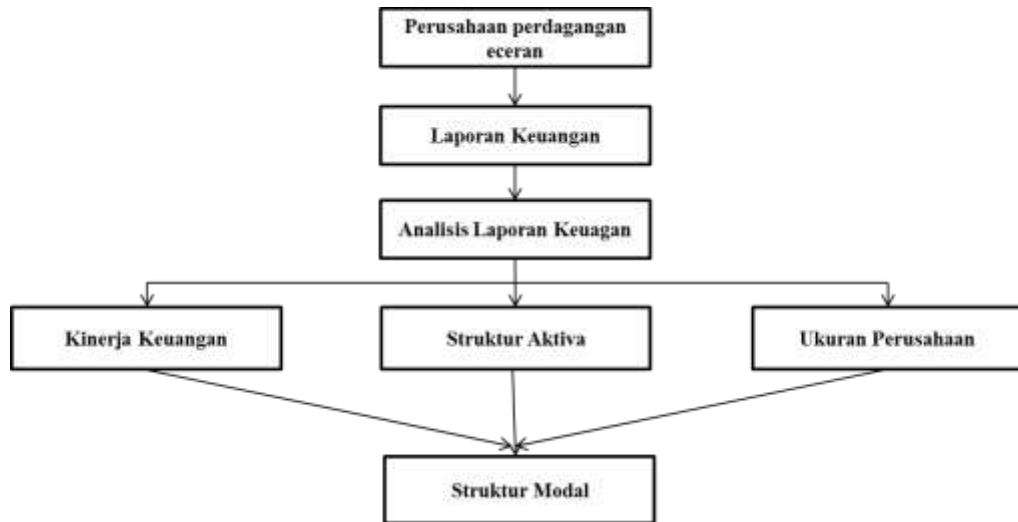 Perusahaan perdagangan
eceran
Laporan Keuangan
Analisis Laporan Keuagan
Kinerja Keuangan
Struktur Aktiva
Ukuran Perusahaan
Struktur Modal